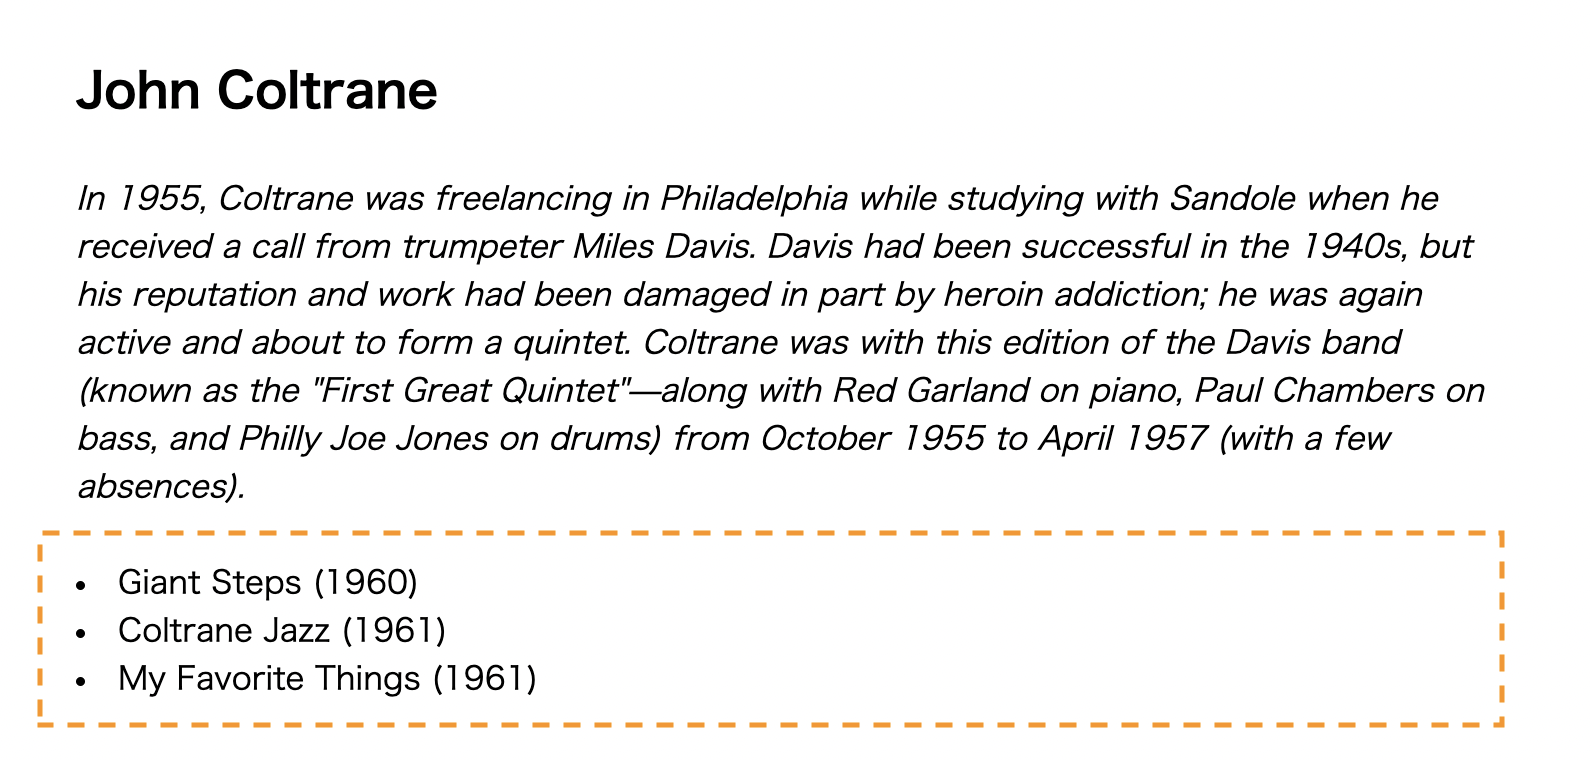 John Coltrane
In 1955, Coltrane was freelancing in Philadelphia while studying with Sandole when he
received a call from trumpeter Miles Davis. Davis had been successful in the 1940s, but
his reputation and work had been damaged in part by heroin addiction; he was again
active and about to form a quintet. Coltrane was with this edition of the Davis band
(known as the "First Great Quintet"—along with Red Garland on piano, Paul Chambers on
bass, and Philly Joe Jones on drums) from October 1955 to April 1957 (with a few
absences).
• Giant Steps (1960)
• Coltrane Jazz (1961)
• My Favorite Things (1961)